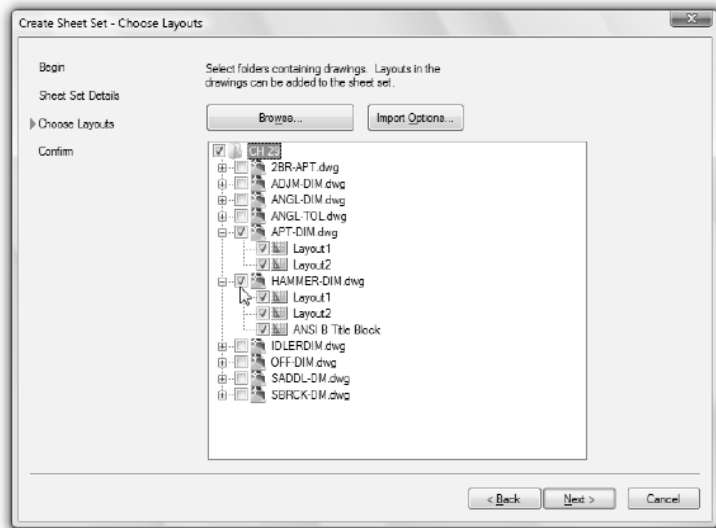 Create Sheet Set - Choose Layouts
Begin
Sheet Set Details
Choose Layouts
Confirm
Select folders containing drawings. Layouts in the
drawings can be added to the sheet set.
Browse...
Import Options...
CH 29
2BR-APT.dwg
ADJM-DIM.dwg
ANGL-DIM.dwg
ANGL-TOL.dwg
APT-DIM.dwg
Layout1
Layout2
HAMMER-DIM.dwg
Layout1
Layout2
ANSI B Title Block
IDLERDIM.dwg
OFF-DIM.dwg
SADDL-DM.dwg
SBRCK-DM.dwg
< Back
Next >
Cancel